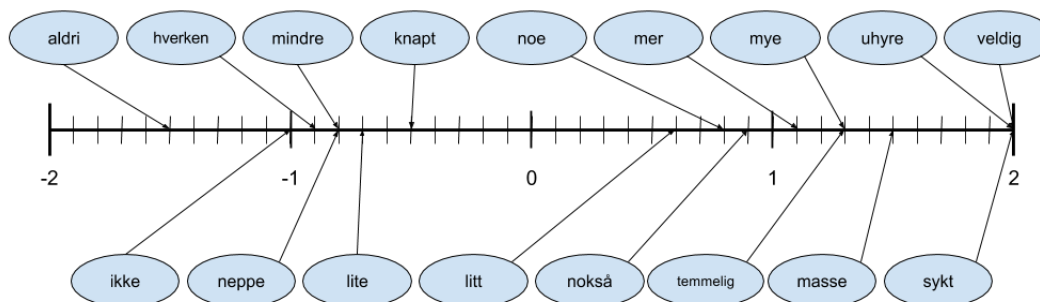 aldri hverken mindre knapt noe mer mye uhyre veldig
-2 -1 0 1 2
ikke neppe lite litt nokså temmelig masse sykt